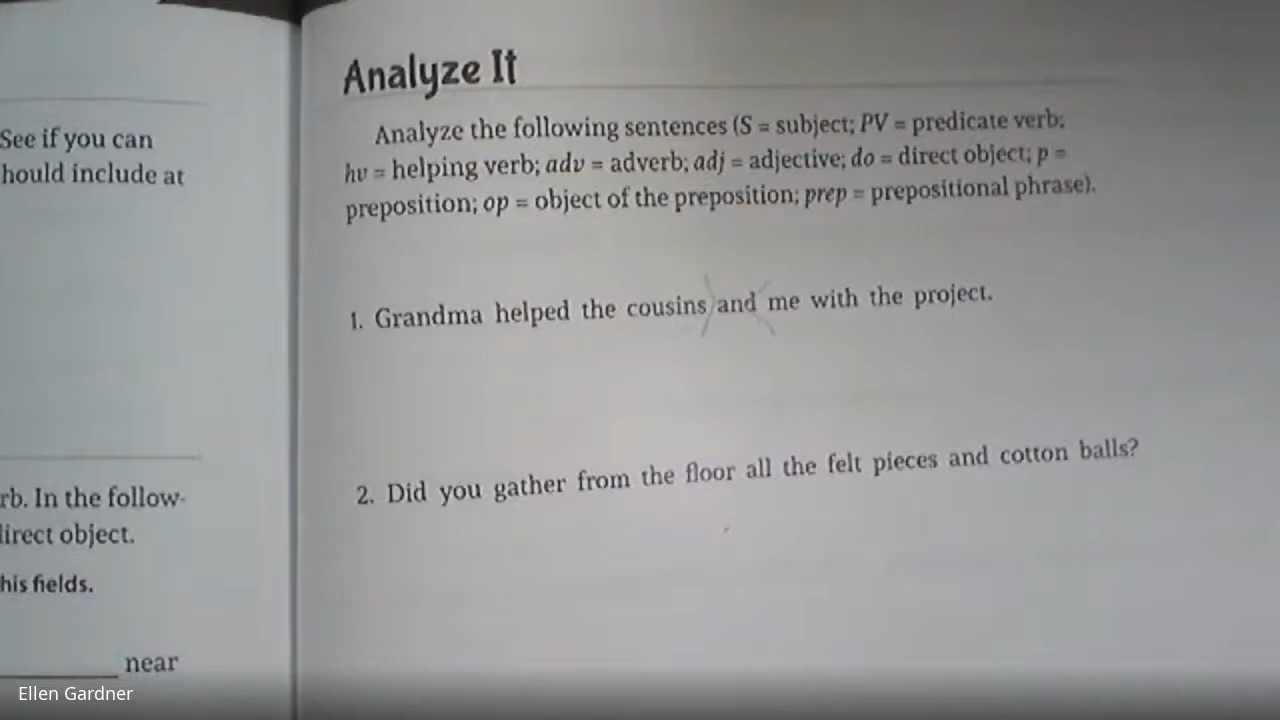 See if you can
hould include at
rb. In the follow-
lirect object.
his fields.
near
Analyze It
Analyze the following sentences (S = subject; PV = predicate verb;
hv = helping verb; adv = adverb; adj = adjective; do = direct object; p =
preposition; op = object of the preposition; prep = prepositional phrase).
1. Grandma helped the cousins and me with the project.
2. Did you gather from the floor all the felt pieces and cotton balls?
Ellen Gardner